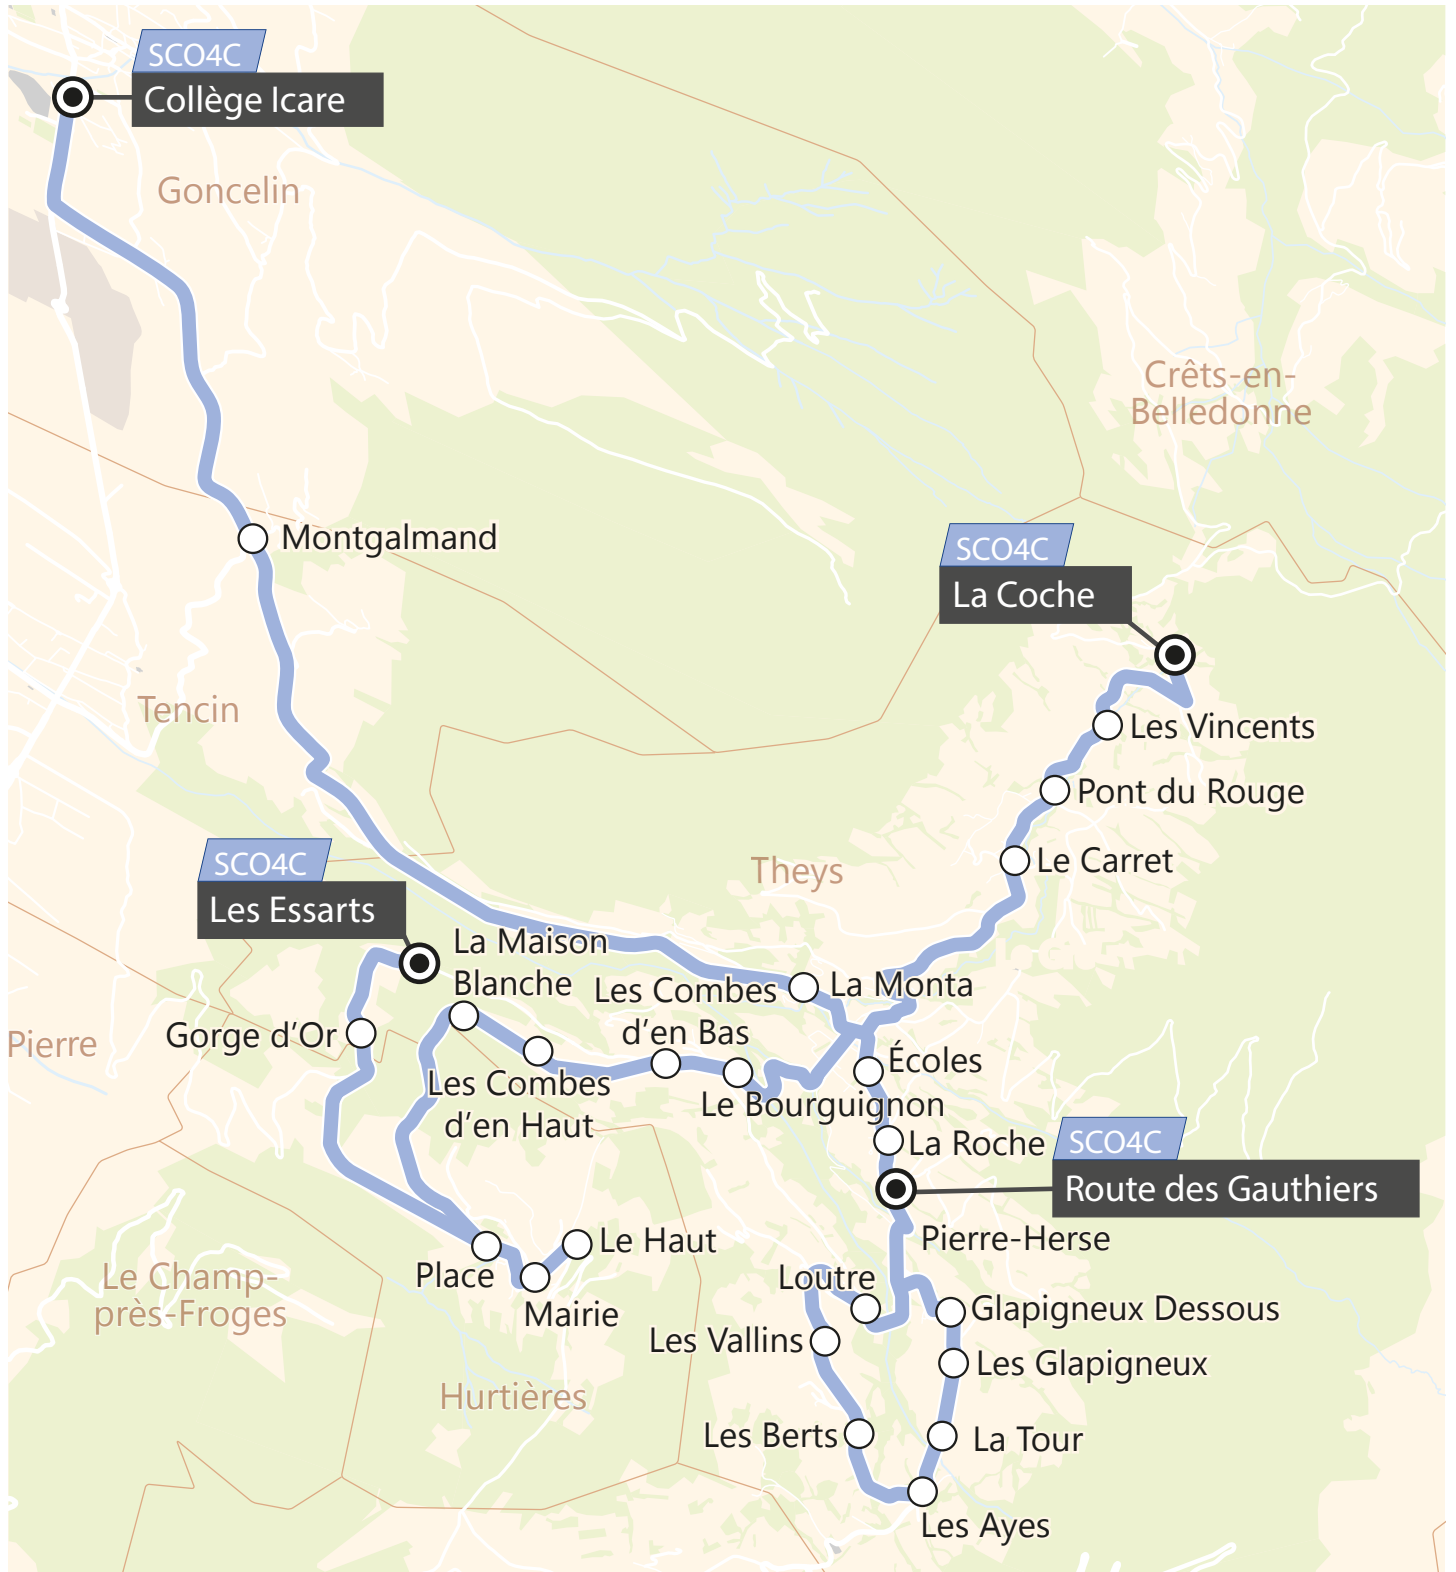 SCO4C
Collège Icare
Goncelin
Crêts-en-
Belledonne
Montgalmand
SCO4C
La Coche
Tencin
Les Vincents
Pont du Rouge
Le Carret
Theys
SCO4C
Les Essarts
La Maison
Blanche
Les Combes
d'en Bas
La Monta
Gorge d'Or
Pierre
Écoles
Les Combes
d'en Haut
Le Bourguignon
La Roche
SCO4C
Route des Gauthiers
Pierre-Herse
Le Haut
Place
Mairie
Loutre
Le Champ-
près-Froges
Glapigneux Dessous
Les Vallins
Les Glapigneux
Hurtières
Les Berts
La Tour
Les Ayes